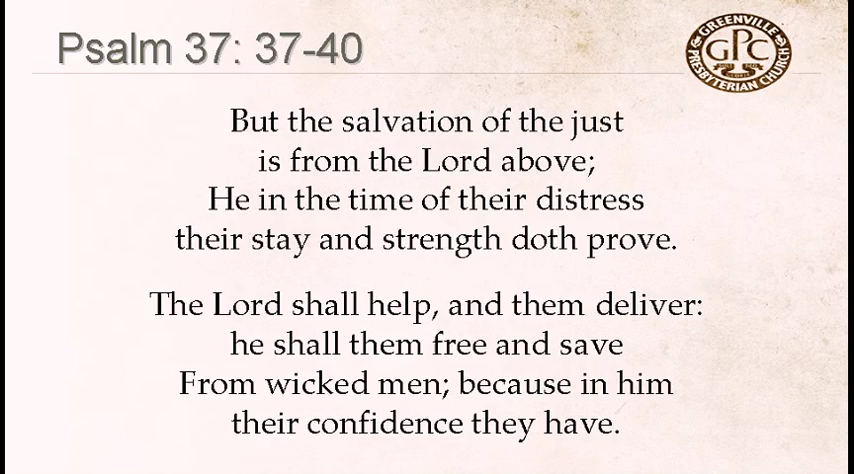 Psalm 37: 37-40
GREENVILLE
GPC
PRESBYTERIAN CHURCH
But the salvation of the just
is from the Lord above;
He in the time of their distress
their stay and strength doth prove.
The Lord shall help, and them deliver:
he shall them free and save
From wicked men; because in him
their confidence they have.